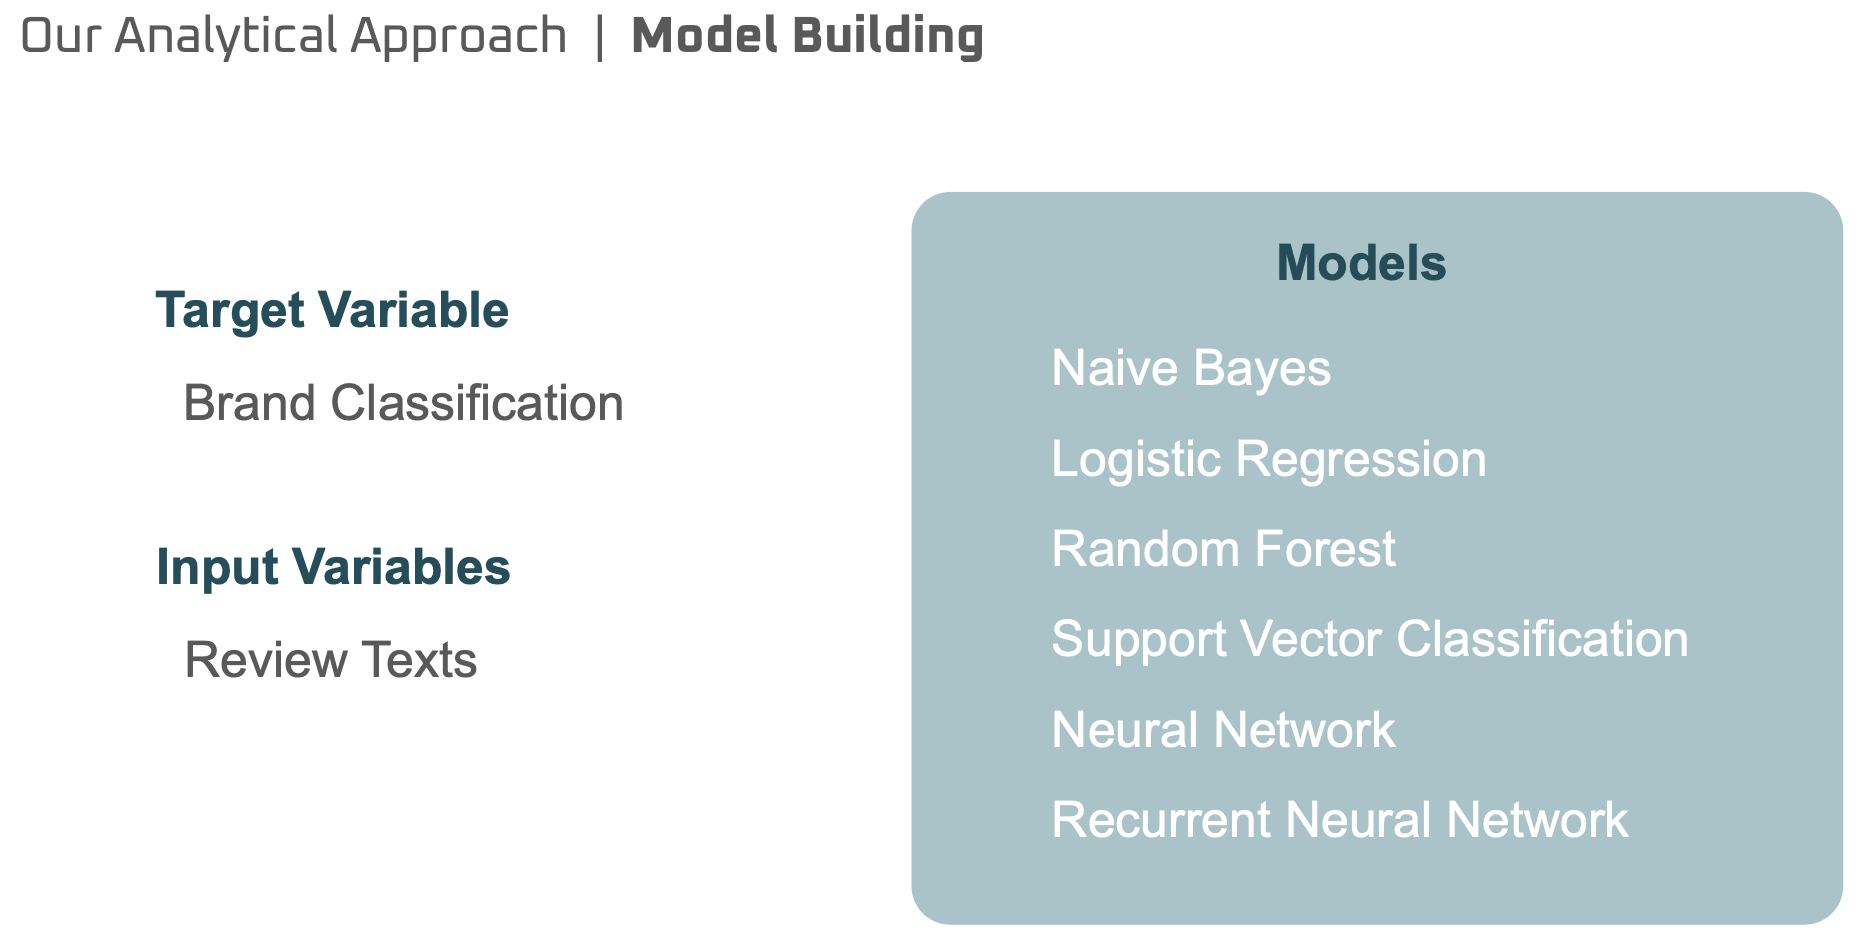 Our Analytical Approach | Model Building
Target Variable
Brand Classification
Input Variables
Review Texts
Models
Naive Bayes
Logistic Regression
Random Forest
Support Vector Classification
Neural Network
Recurrent Neural Network